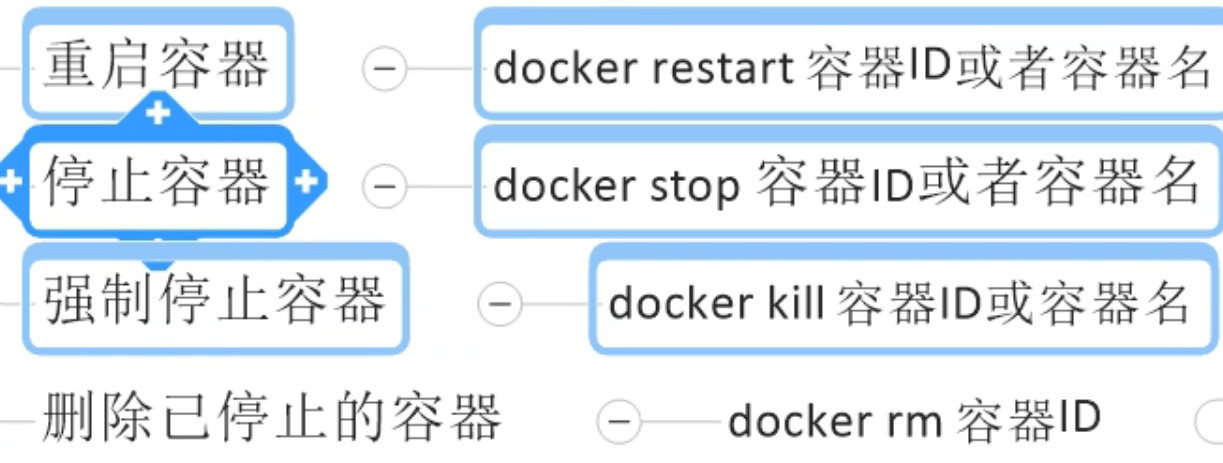 重启容器 docker restart 容器ID或者容器名
停止容器 docker stop 容器ID或者容器名
强制停止容器 docker kill 容器ID或容器名
删除已停止的容器 docker rm 容器ID